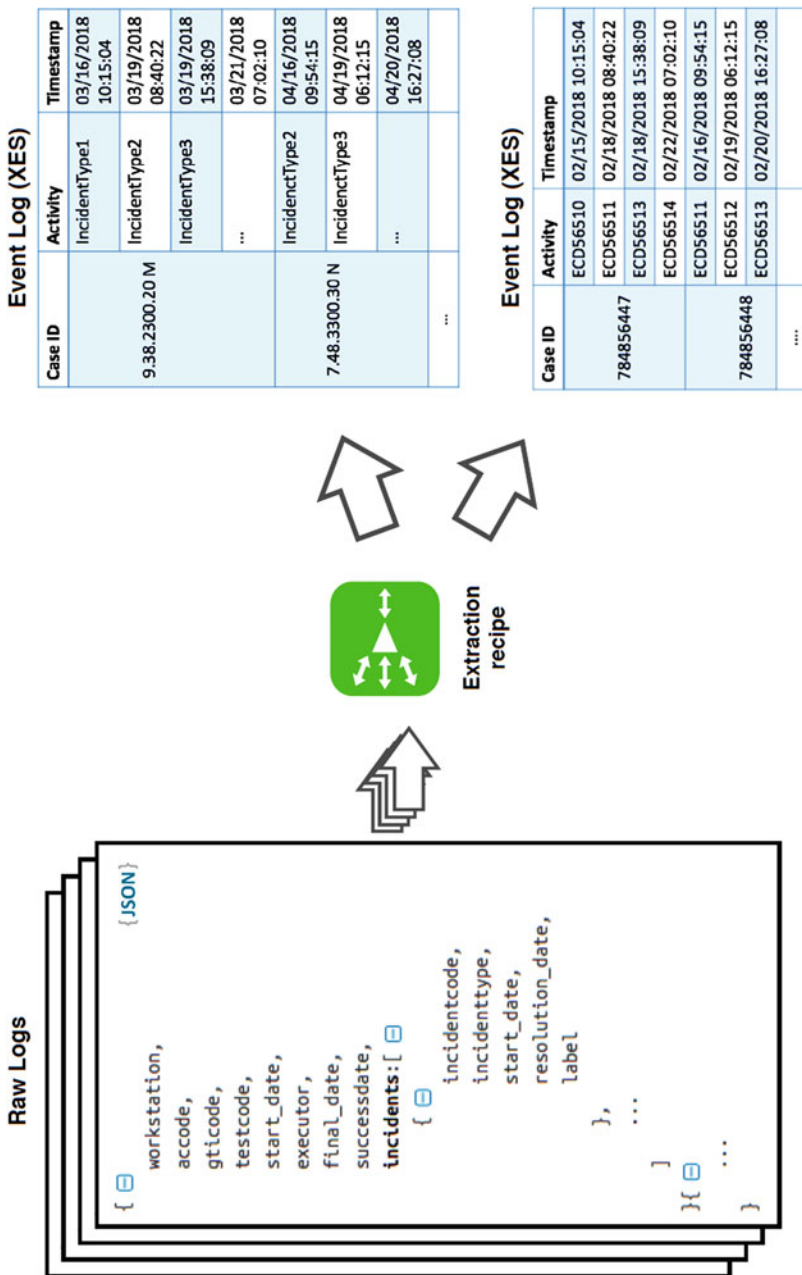 Raw Logs
{JSON}
{
workstation,
accode,
gticode,
testcode,
start_date,
executor,
final_date,
successdate,
incidents:[
{
incidentcode,
incidenttype,
start_date,
resolution_date,
label
},
...
]
}{
...
}
Extraction
recipe
Event Log (XES)
Case ID Activity Timestamp
9.38.2300.20 M
IncidentType1 03/16/2018 10:15:04
IncidentType2 03/19/2018 08:40:22
IncidentType3 03/19/2018 15:38:09
... 03/21/2018 07:02:10
7.48.3300.30 N
IncidenctType2 04/16/2018 09:54:15
IncidenctType3 04/19/2018 06:12:15
... 04/20/2018 16:27:08
...
Event Log (XES)
Case ID Activity Timestamp
784856447
ECD56510 02/15/2018 10:15:04
ECD56511 02/18/2018 08:40:22
ECD56513 02/18/2018 15:38:09
ECD56514 02/22/2018 07:02:10
784856448
ECD56511 02/16/2018 09:54:15
ECD56512 02/19/2018 06:12:15
ECD56513 02/20/2018 16:27:08
....